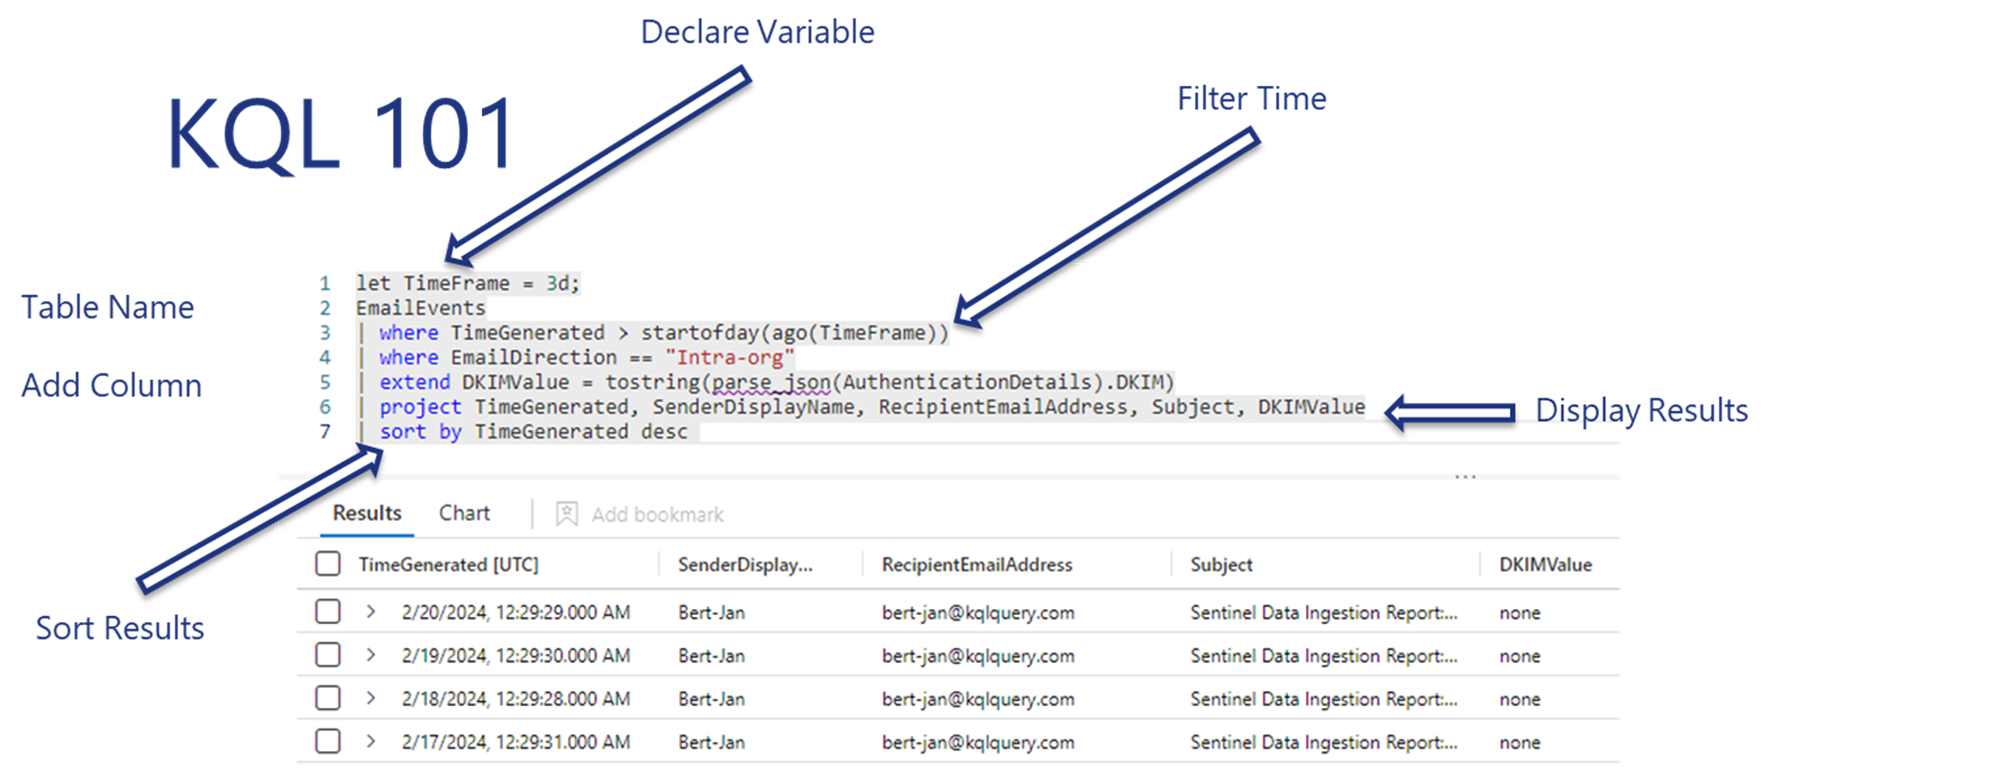 Declare Variable
KQL 101
Filter Time
Table Name
Add Column
1 let TimeFrame = 3d;
2 EmailEvents
3 | where TimeGenerated > startofday(ago(TimeFrame))
4 | where EmailDirection == "Intra-org"
5 | extend DKIMValue = tostring(parse_json(AuthenticationDetails).DKIM)
6 | project TimeGenerated, SenderDisplayName, RecipientEmailAddress, Subject, DKIMValue
7 | sort by TimeGenerated desc
Display Results
Sort Results
...
Results Chart Add bookmark
TimeGenerated [UTC] SenderDisplay... RecipientEmailAddress Subject DKIMValue
2/20/2024, 12:29:29.000 AM Bert-Jan bert-jan@kqlquery.com Sentinel Data Ingestion Report:... none
2/19/2024, 12:29:30.000 AM Bert-Jan bert-jan@kqlquery.com Sentinel Data Ingestion Report:... none
2/18/2024, 12:29:28.000 AM Bert-Jan bert-jan@kqlquery.com Sentinel Data Ingestion Report:... none
2/17/2024, 12:29:31.000 AM Bert-Jan bert-jan@kqlquery.com Sentinel Data Ingestion Report:... none